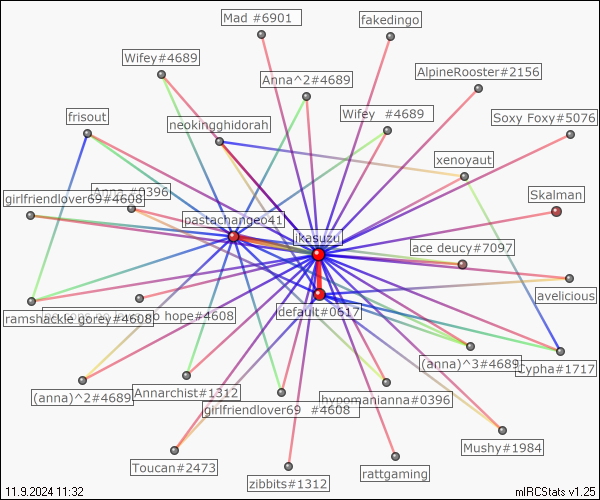 Mad #6901
fakedingo
Wifey#4689
Anna^2#4689
AlpineRooster#2156
frisout
neokingghidorah
Wifey  #4689
Soxy Foxy#5076
xenoyaut
girlfriendlover69#4608
Anna #0396
Skalman
pastachange041
ikasuzu
ace deucy#7097
avelicious
ramshackle gorey#4608
no hope#4608
default#0617
(anna)^3#4689
Cypha#1717
(anna)^2#4689
Annarchist#1312
girlfriendlover69  #4608
hypomanianna#0396
Mushy#1984
Toucan#2473
zibbits#1312
rattgaming
11.9.2024 11:32
mIRCStats v1.25